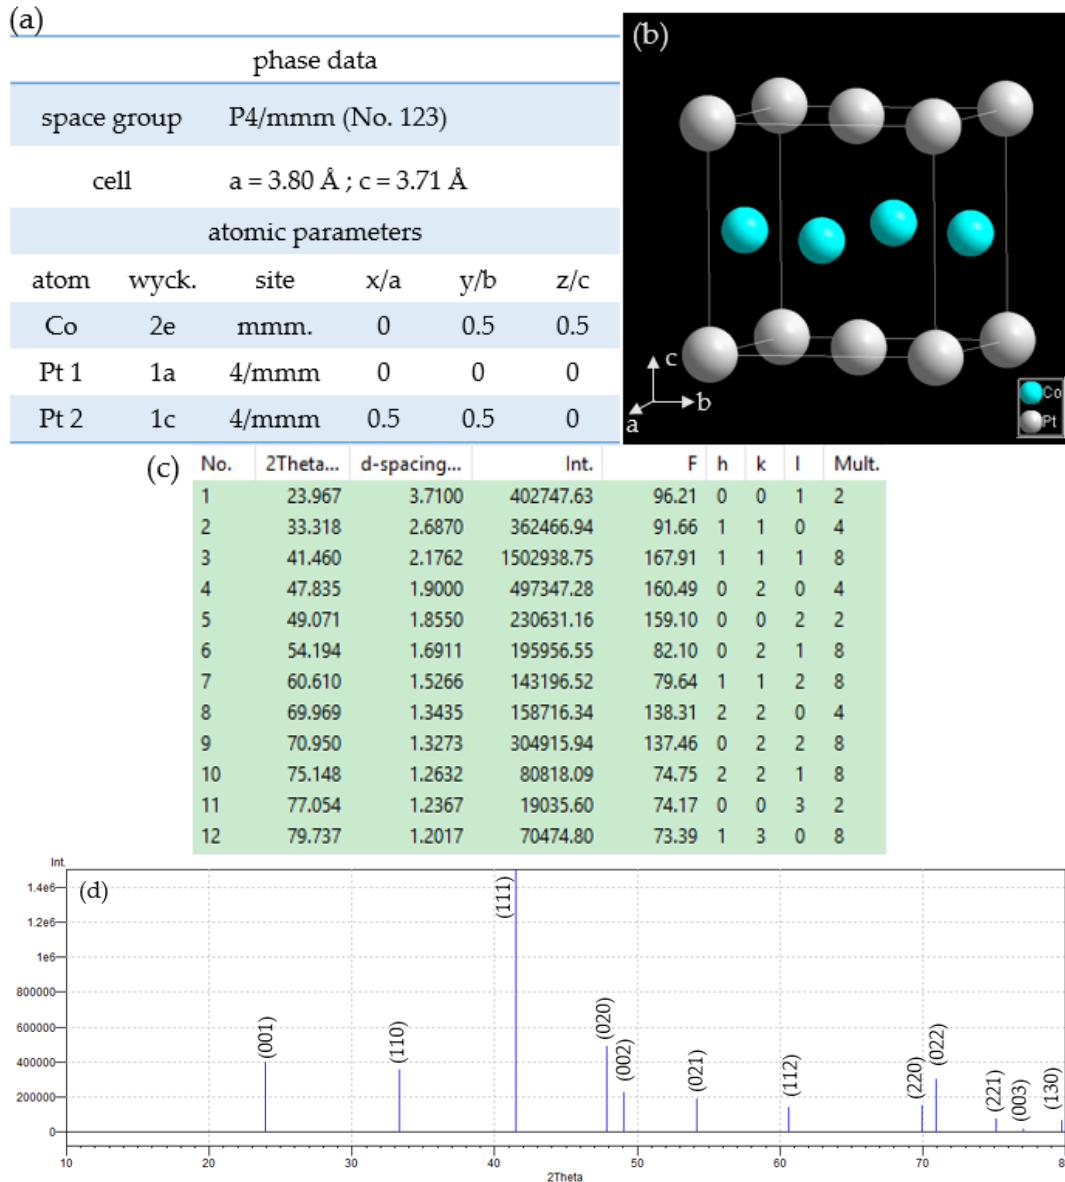 (a)
phase data
space group P4/mmm (No. 123)
cell a = 3.80 Å ; c = 3.71 Å
atomic parameters
atom wyck. site x/a y/b z/c
Co 2e mmm. 0 0.5 0.5
Pt 1 1a 4/mmm 0 0 0
Pt 2 1c 4/mmm 0.5 0.5 0
(b)
c
b
a
Co
Pt
(c)
No. 2Theta... d-spacing... Int. F h k l Mult.
1 23.967 3.7100 402747.63 96.21 0 0 1 2
2 33.318 2.6870 362466.94 91.66 1 1 0 4
3 41.460 2.1762 1502938.75 167.91 1 1 1 8
4 47.835 1.9000 497347.28 160.49 0 2 0 4
5 49.071 1.8550 230631.16 159.10 0 0 2 2
6 54.194 1.6911 195956.55 82.10 0 2 1 8
7 60.610 1.5266 143196.52 79.64 1 1 2 8
8 69.969 1.3435 158716.34 138.31 2 2 0 4
9 70.950 1.3273 304915.94 137.46 0 2 2 8
10 75.148 1.2632 80818.09 74.75 2 2 1 8
11 77.054 1.2367 19035.60 74.17 0 0 3 2
12 79.737 1.2017 70474.80 73.39 1 3 0 8
Int.
(d)
1.4e6
1.2e6
1e6
800000
600000
400000
200000
0
(001)
(110)
(111)
(020)
(002)
(021)
(112)
(220)
(022)
(221)
(003)
(130)
10 20 30 40 50 60 70 8
2Theta